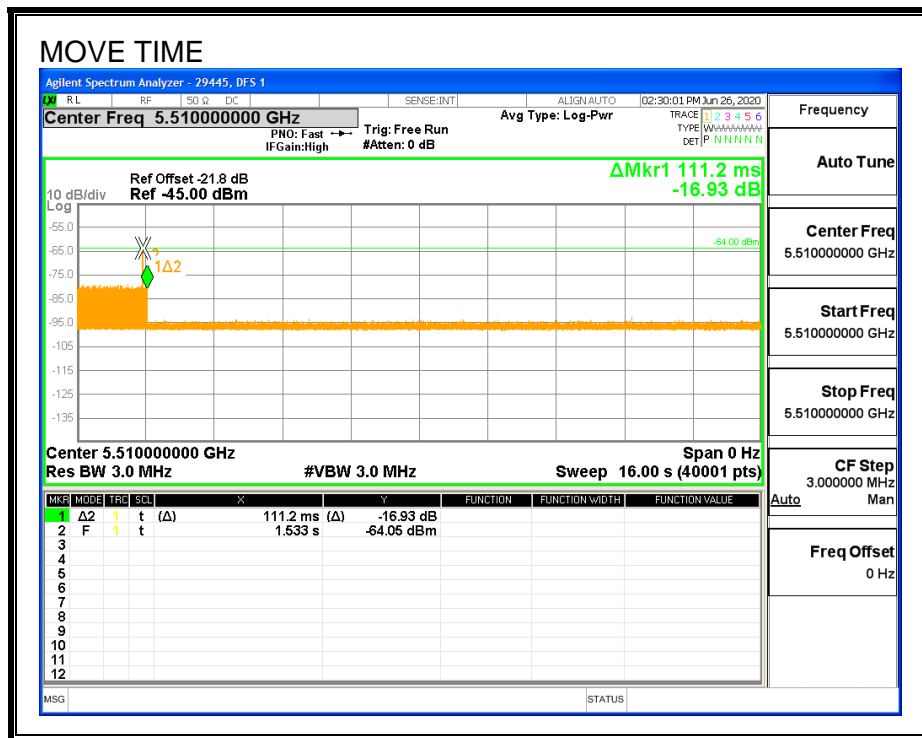 MOVE TIME
Agilent Spectrum Analyzer - 29445, DFS 1
LXI RL RF 50 Ω DC SENSE:INT ALIGN AUTO 02:30:01 PM Jun 26, 2020
Center Freq 5.510000000 GHz
PNO: Fast
IFGain:High
Trig: Free Run
#Atten: 0 dB
Avg Type: Log-Pwr
TRACE 1 2 3 4 5 6
TYPE
DET P N N N N N
ΔMkr1 111.2 ms
-16.93 dB
Ref Offset -21.8 dB
10 dB/div Ref -45.00 dBm
Log
-55.0
-65.0
-75.0
-85.0
-95.0
-105
-115
-125
-135
-64.00 dBm
2
1Δ2
Center 5.510000000 GHz Span 0 Hz
Res BW 3.0 MHz #VBW 3.0 MHz Sweep 16.00 s (40001 pts)
MKR MODE TRC SCL X Y FUNCTION FUNCTION WIDTH FUNCTION VALUE
1 Δ2 1 t (Δ) 111.2 ms (Δ) -16.93 dB
2 F 1 t 1.533 s -64.05 dBm
3
4
5
6
7
8
9
10
11
12
MSG STATUS
Frequency
Auto Tune
Center Freq
5.510000000 GHz
Start Freq
5.510000000 GHz
Stop Freq
5.510000000 GHz
CF Step
3.000000 MHz
Auto Man
Freq Offset
0 Hz